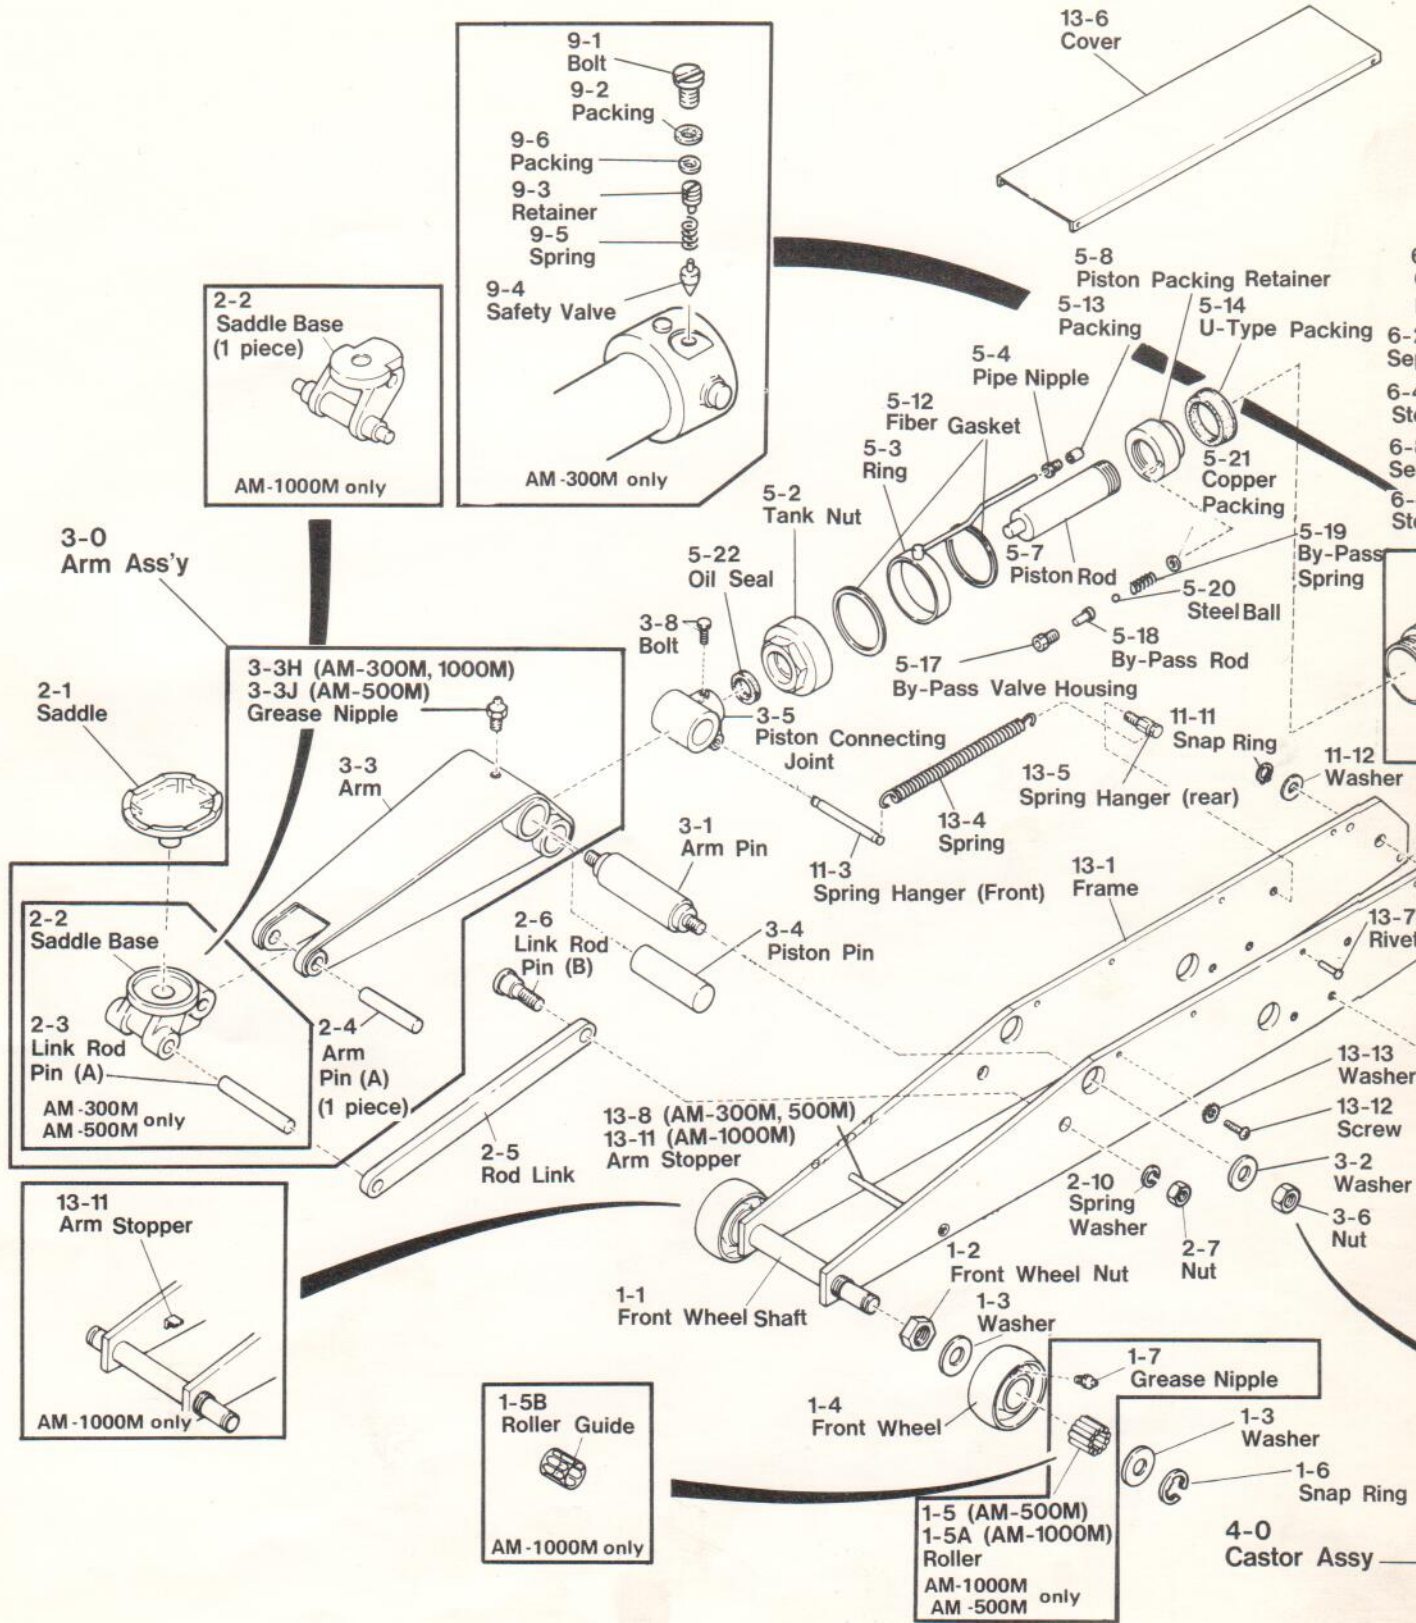 13-6
Cover
9-1
Bolt
9-2
Packing
9-6
Packing
9-3
Retainer
9-5
Spring
9-4
Safety Valve
AM-300M only
2-2
Saddle Base
(1 piece)
AM-1000M only
5-8
Piston Packing Retainer
5-13
Packing
5-14
U-Type Packing
5-4
Pipe Nipple
5-12
Fiber Gasket
5-3
Ring
5-2
Tank Nut
5-22
Oil Seal
5-7
Piston Rod
5-21
Copper
Packing
5-19
By-Pass
Spring
5-20
Steel Ball
5-18
By-Pass Rod
5-17
By-Pass Valve Housing
6-
6-4
6-
3-0
Arm Ass'y
3-8
Bolt
3-3H (AM-300M, 1000M)
3-3J (AM-500M)
Grease Nipple
2-1
Saddle
3-3
Arm
3-5
Piston Connecting
Joint
11-11
Snap Ring
11-12
Washer
13-5
Spring Hanger (rear)
13-4
Spring
11-3
Spring Hanger (Front)
13-1
Frame
13-7
Rivet
3-1
Arm Pin
3-4
Piston Pin
2-6
Link Rod
Pin (B)
2-2
Saddle Base
2-3
Link Rod
Pin (A)
AM-300M
AM-500M only
2-4
Arm
Pin (A)
(1 piece)
2-5
Rod Link
13-8 (AM-300M, 500M)
13-11 (AM-1000M)
Arm Stopper
13-13
Washer
13-12
Screw
3-2
Washer
3-6
Nut
2-10
Spring
Washer
2-7
Nut
13-11
Arm Stopper
AM-1000M only
1-1
Front Wheel Shaft
1-2
Front Wheel Nut
1-3
Washer
1-7
Grease Nipple
1-4
Front Wheel
1-5B
Roller Guide
AM-1000M only
1-3
Washer
1-6
Snap Ring
1-5 (AM-500M)
1-5A (AM-1000M)
Roller
AM-1000M
AM-500M only
4-0
Castor Assy